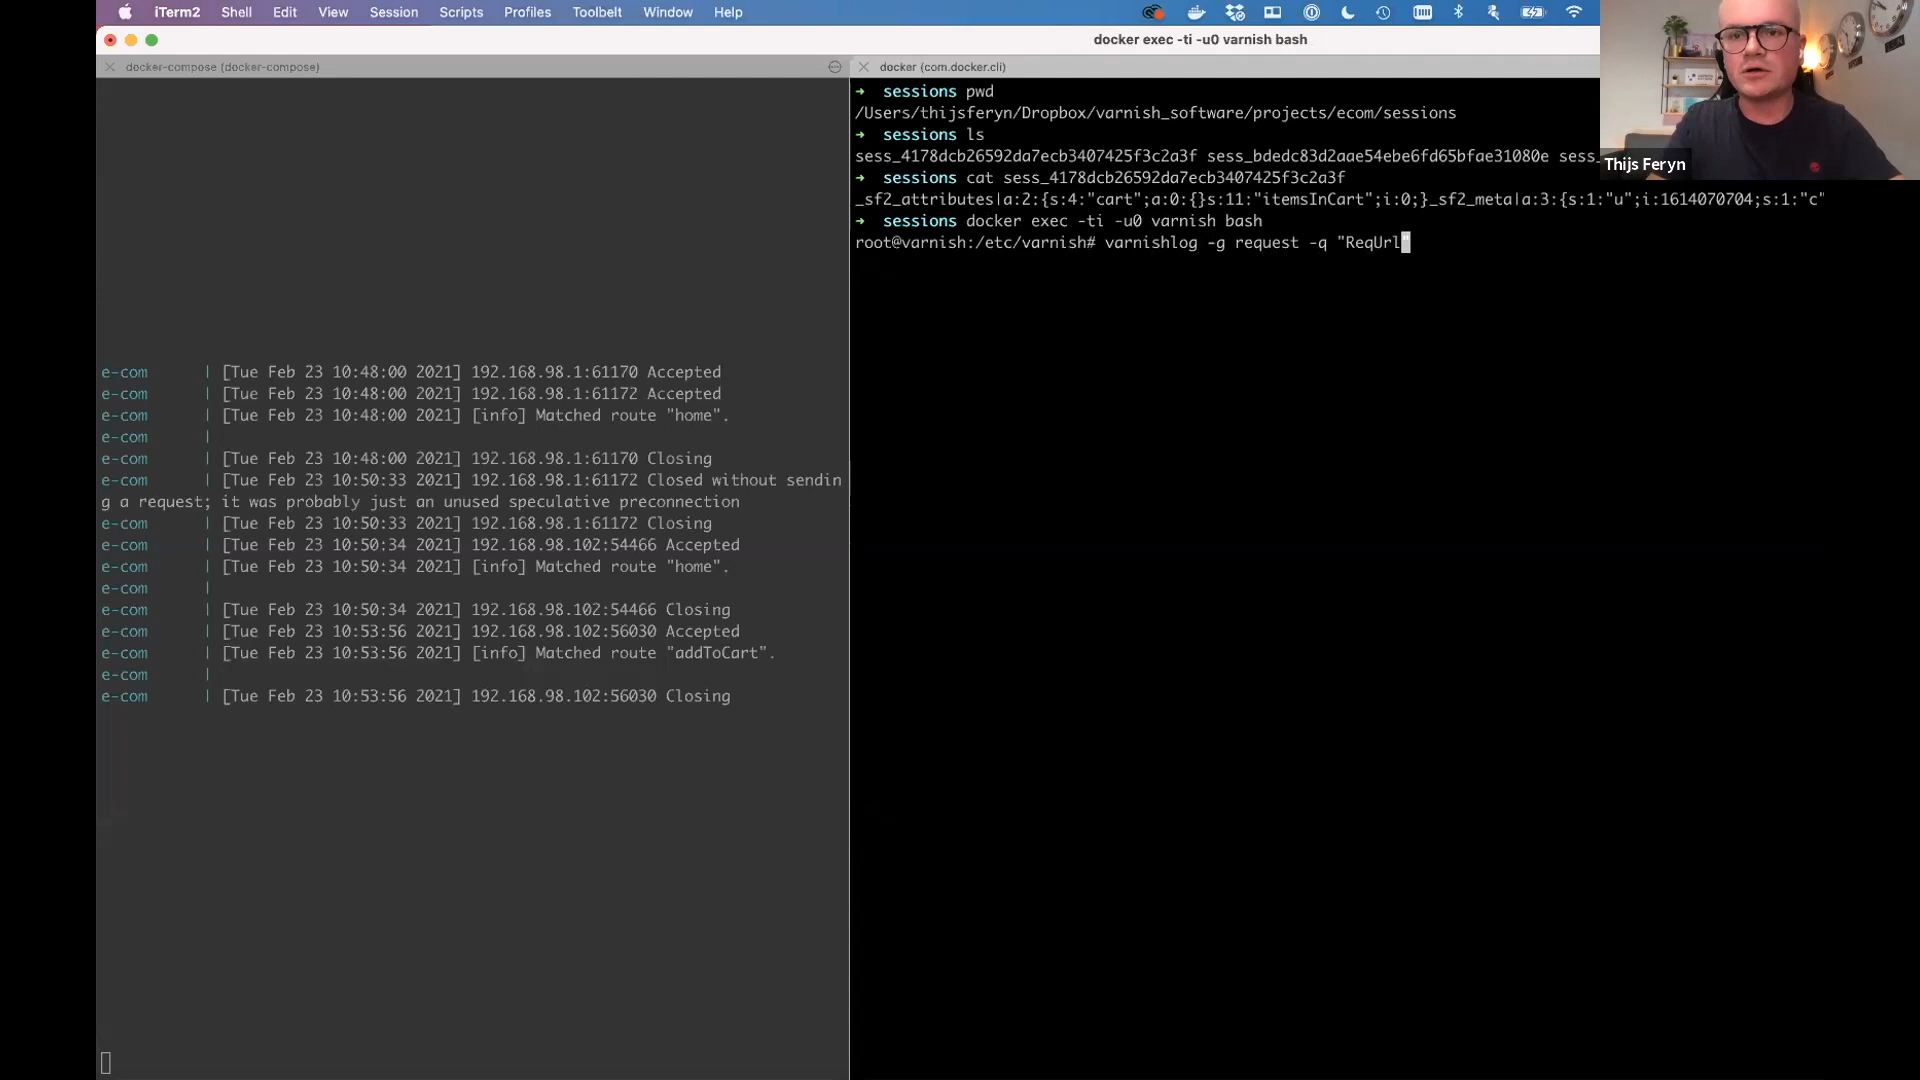 iTerm2 Shell Edit View Session Scripts Profiles Toolbelt Window Help
docker exec -ti -u0 varnish bash
docker-compose (docker-compose)
docker (com.docker.cli)
e-com | [Tue Feb 23 10:48:00 2021] 192.168.98.1:61170 Accepted
e-com | [Tue Feb 23 10:48:00 2021] 192.168.98.1:61172 Accepted
e-com | [Tue Feb 23 10:48:00 2021] [info] Matched route "home".
e-com |
e-com | [Tue Feb 23 10:48:00 2021] 192.168.98.1:61170 Closing
e-com | [Tue Feb 23 10:50:33 2021] 192.168.98.1:61172 Closed without sendin
g a request; it was probably just an unused speculative preconnection
e-com | [Tue Feb 23 10:50:33 2021] 192.168.98.1:61172 Closing
e-com | [Tue Feb 23 10:50:34 2021] 192.168.98.102:54466 Accepted
e-com | [Tue Feb 23 10:50:34 2021] [info] Matched route "home".
e-com |
e-com | [Tue Feb 23 10:50:34 2021] 192.168.98.102:54466 Closing
e-com | [Tue Feb 23 10:53:56 2021] 192.168.98.102:56030 Accepted
e-com | [Tue Feb 23 10:53:56 2021] [info] Matched route "addToCart".
e-com |
e-com | [Tue Feb 23 10:53:56 2021] 192.168.98.102:56030 Closing
➜ sessions pwd
/Users/thijsferyn/Dropbox/varnish_software/projects/ecom/sessions
➜ sessions ls
sess_4178dcb26592da7ecb3407425f3c2a3f sess_bdedc83d2aae54ebe6fd65bfae31080e sess_
➜ sessions cat sess_4178dcb26592da7ecb3407425f3c2a3f
_sf2_attributes|a:2:{s:4:"cart";a:0:{}s:11:"itemsInCart";i:0;}_sf2_meta|a:3:{s:1:"u";i:1614070704;s:1:"c"
➜ sessions docker exec -ti -u0 varnish bash
root@varnish:/etc/varnish# varnishlog -g request -q "ReqUrl"
Thijs Feryn